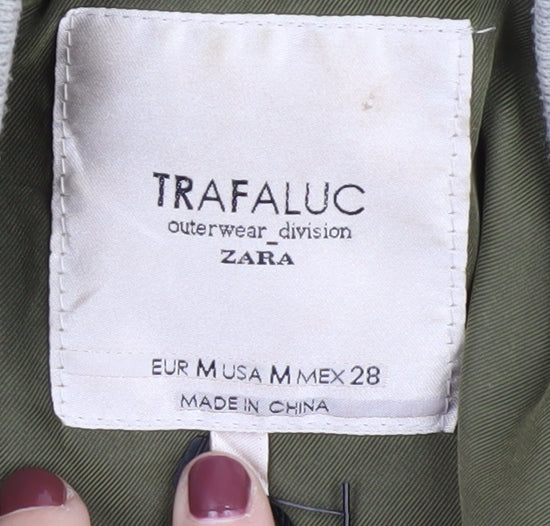 TRAFALUC
outerwear_division
ZARA
EUR M USA M MEX 28
MADE IN CHINA